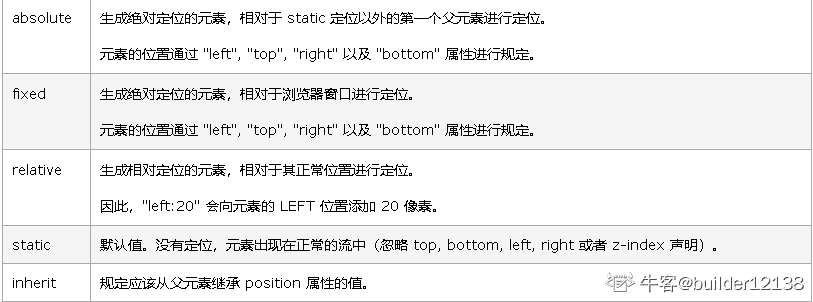 absolute
生成绝对定位的元素，相对于 static 定位以外的第一个父元素进行定位。
元素的位置通过 "left", "top", "right" 以及 "bottom" 属性进行规定。
fixed
生成绝对定位的元素，相对于浏览器窗口进行定位。
元素的位置通过 "left", "top", "right" 以及 "bottom" 属性进行规定。
relative
生成相对定位的元素，相对于其正常位置进行定位。
因此，"left:20" 会向元素的 LEFT 位置添加 20 像素。
static
默认值。没有定位，元素出现在正常的流中（忽略 top, bottom, left, right 或者 z-index 声明）。
inherit
规定应该从父元素继承 position 属性的值。
牛客@builder12138